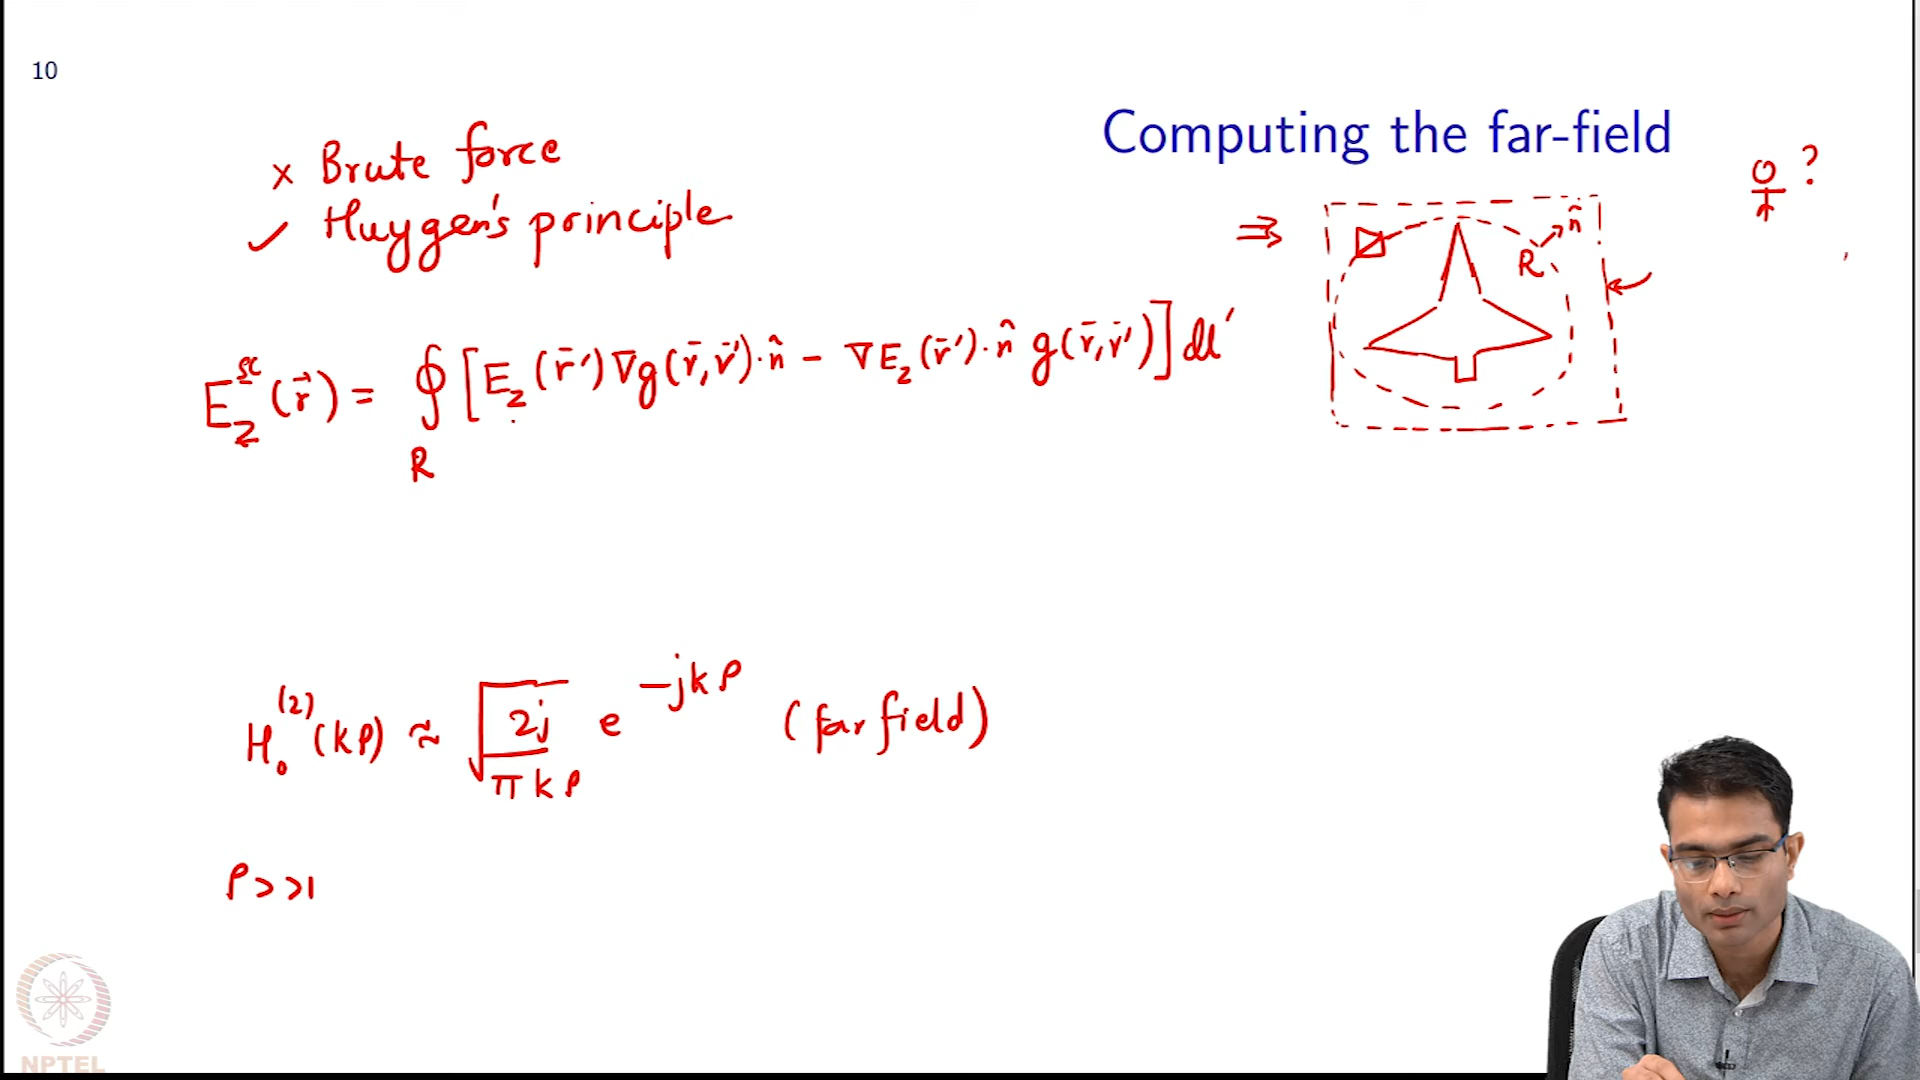 10
Computing the far-field
× Brute force
✓ Huygen's principle
⇒
R
n̂
?
E_z^sc(r̄) = ∮_R [E_z(r̄′)∇g(r̄,r̄′)·n̂ − ∇E_z(r̄′)·n̂ g(r̄,r̄′)] dl′
H_0^(2)(kρ) ≈ √(2j/πkρ) e^(−jkρ) (far field)
ρ>>1
NPTEL